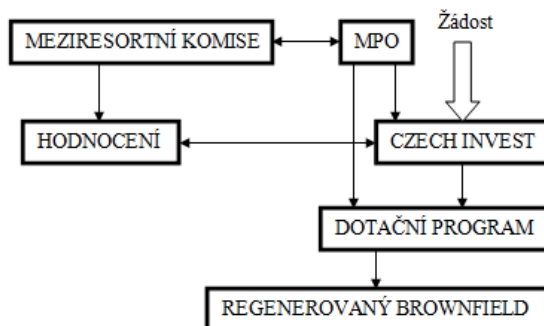 Žádost
MEZIRESORTNÍ KOMISE
MPO
HODNOCENÍ
CZECH INVEST
DOTAČNÍ PROGRAM
REGENEROVANÝ BROWNFIELD